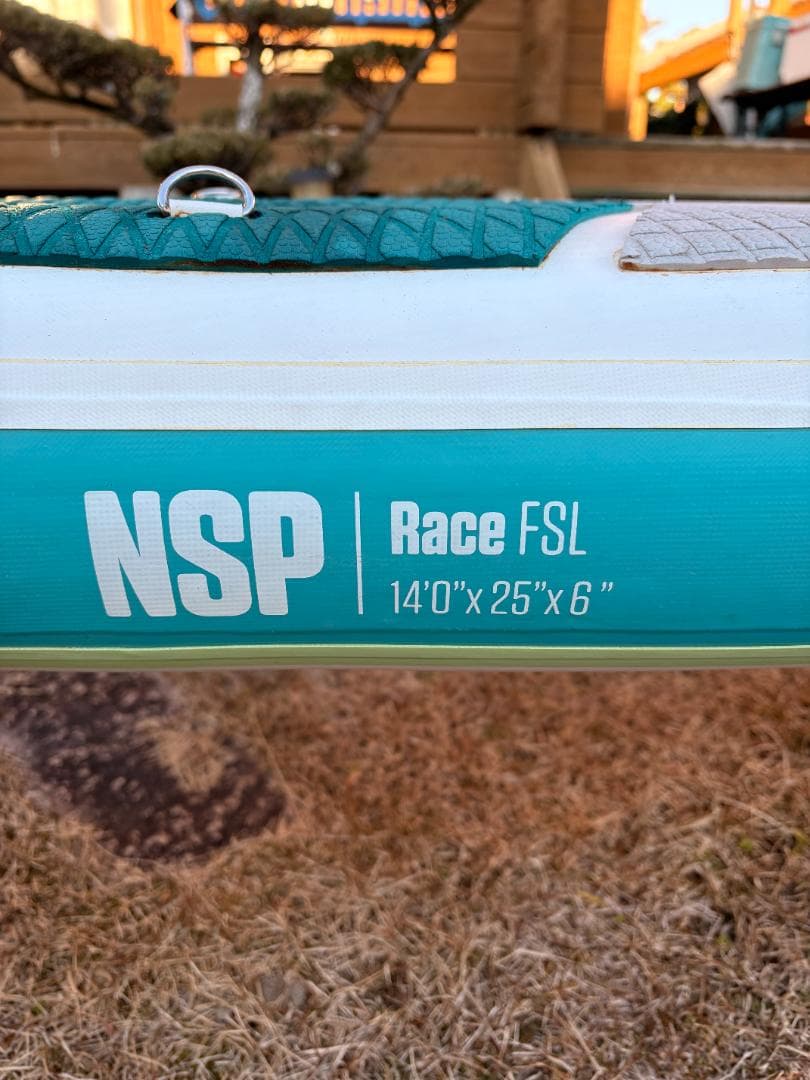 NSP
Race FSL
14'0"x 25"x 6"